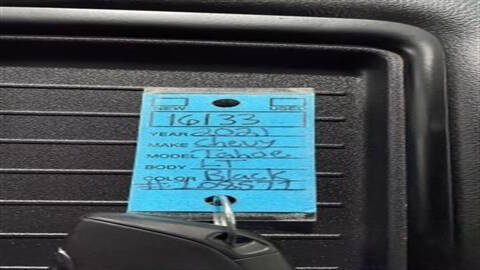 NEW USED
16133
YEAR 2021
MAKE Chevy
MODEL Tahoe
BODY LT
COLOR Black